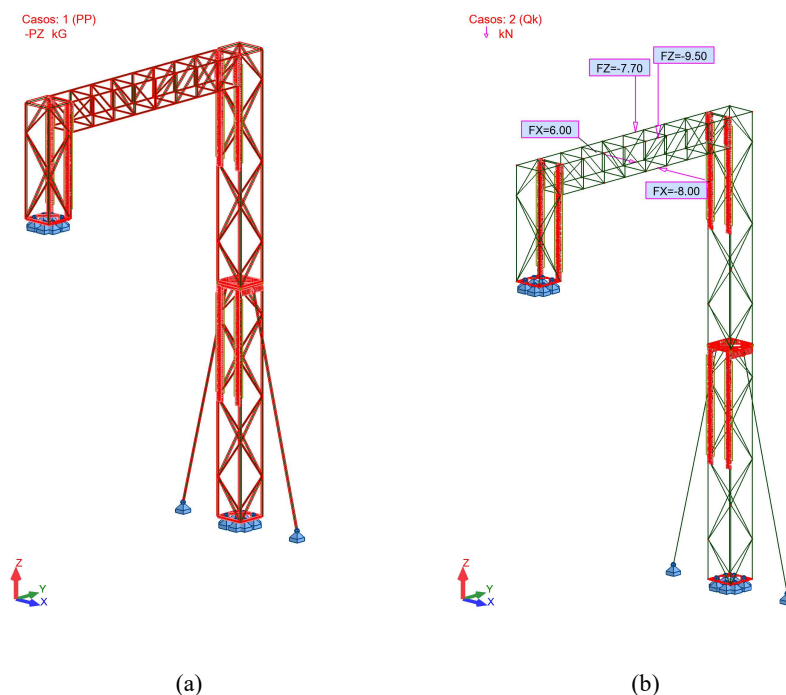 Casos: 1 (PP)
-PZ kG
Z
Y
X
(a)
Casos: 2 (Qk)
kN
FZ=-7.70
FZ=-9.50
FX=6.00
FX=-8.00
Z
Y
X
(b)